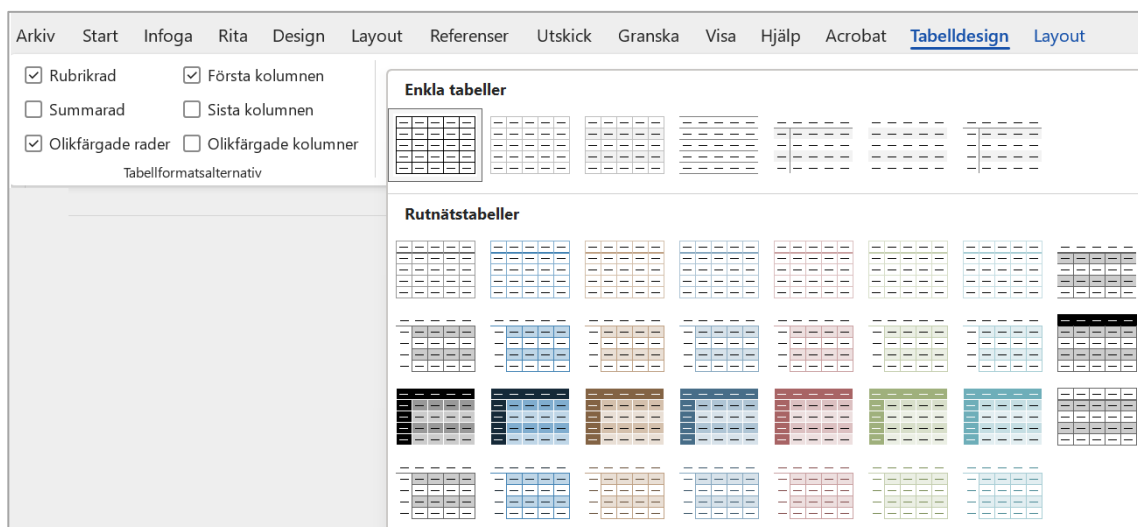 Arkiv Start Infoga Rita Design Layout Referenser Utskick Granska Visa Hjälp Acrobat Tabelldesign Layout
Rubrikrad Första kolumnen
Summarad Sista kolumnen
Olikfärgade rader Olikfärgade kolumner
Tabellformatsalternativ
Enkla tabeller
Rutnätstabeller